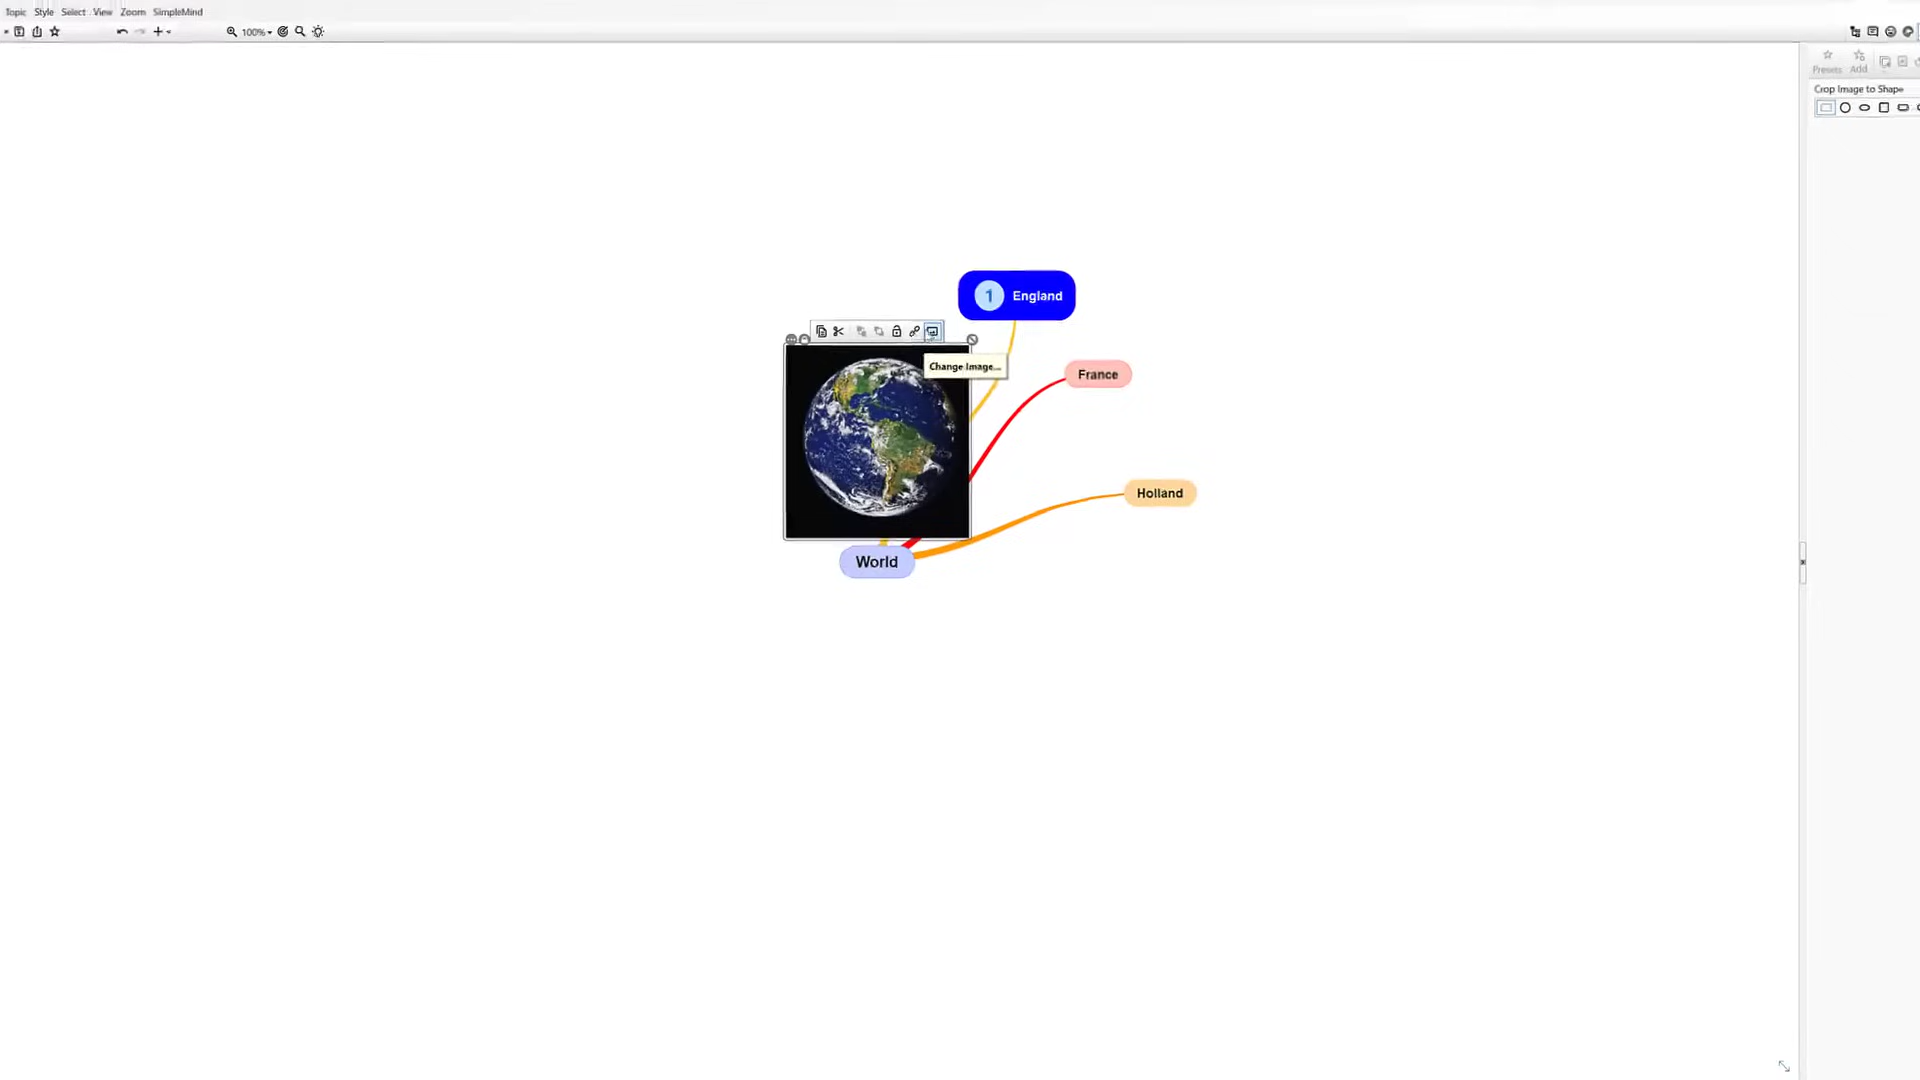 Topic Style Select View Zoom SimpleMind
100%
Presets Add
Crop Image to Shape
1 England
Change Image...
France
Holland
World